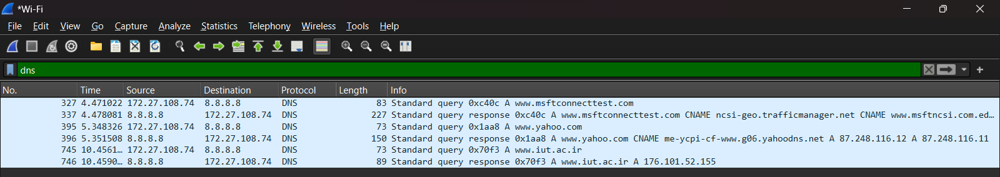 *Wi-Fi
File Edit View Go Capture Analyze Statistics Telephony Wireless Tools Help
dns
No. Time Source Destination Protocol Length Info
327 4.471022 172.27.108.74 8.8.8.8 DNS 83 Standard query 0xc40c A www.msftconnecttest.com
337 4.478081 8.8.8.8 172.27.108.74 DNS 227 Standard query response 0xc40c A www.msftconnecttest.com CNAME ncsi-geo.trafficmanager.net CNAME www.msftncsi.com.ed…
395 5.348326 172.27.108.74 8.8.8.8 DNS 73 Standard query 0x1aa8 A www.yahoo.com
396 5.351508 8.8.8.8 172.27.108.74 DNS 150 Standard query response 0x1aa8 A www.yahoo.com CNAME me-ycpi-cf-www.g06.yahoodns.net A 87.248.116.12 A 87.248.116.11
745 10.4561… 172.27.108.74 8.8.8.8 DNS 73 Standard query 0x70f3 A www.iut.ac.ir
746 10.4590… 8.8.8.8 172.27.108.74 DNS 89 Standard query response 0x70f3 A www.iut.ac.ir A 176.101.52.155